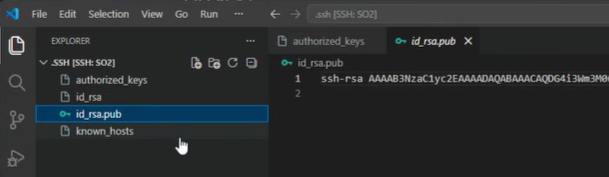 File Edit Selection View Go Run ··· .ssh [SSH: SO2]
EXPLORER ···
.SSH [SSH: SO2]
authorized_keys
id_rsa
id_rsa.pub
known_hosts
authorized_keys id_rsa.pub
id_rsa.pub
1 ssh-rsa
2